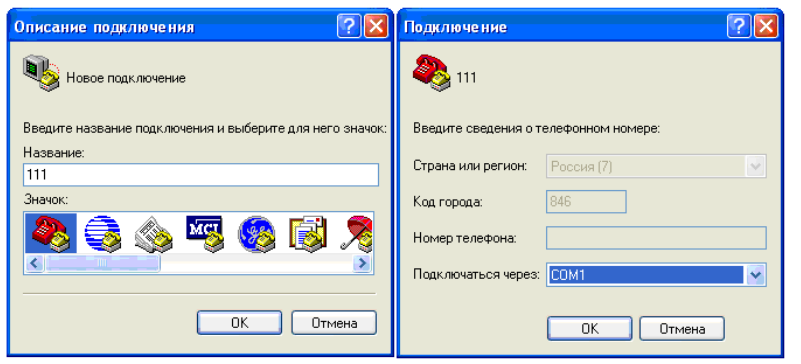 Описание подключения
Новое подключение
Введите название подключения и выберите для него значок:
Название:
111
Значок:
MCI
OK
Отмена
Подключение
111
Введите сведения о телефонном номере:
Страна или регион:
Россия (7)
Код города:
846
Номер телефона:
Подключаться через:
COM1
OK
Отмена